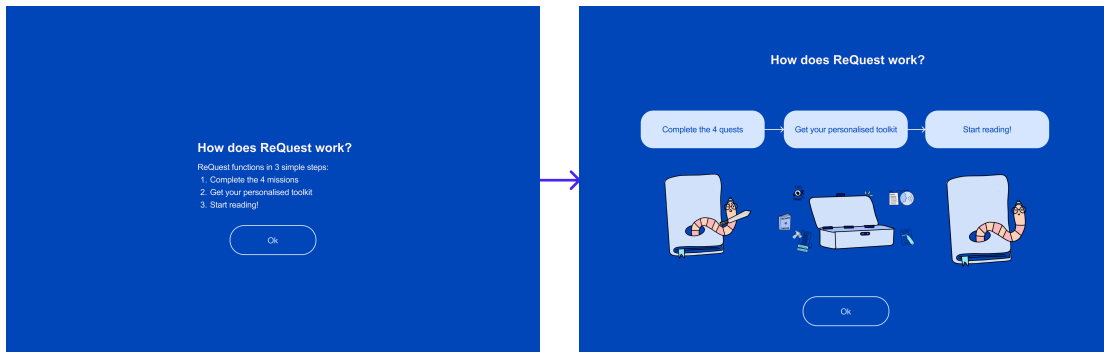 How does ReQuest work?
ReQuest functions in 3 simple steps:
1. Complete the 4 missions
2. Get your personalised toolkit
3. Start reading!
Ok
How does ReQuest work?
Complete the 4 quests
Get your personalised toolkit
Start reading!
Ok